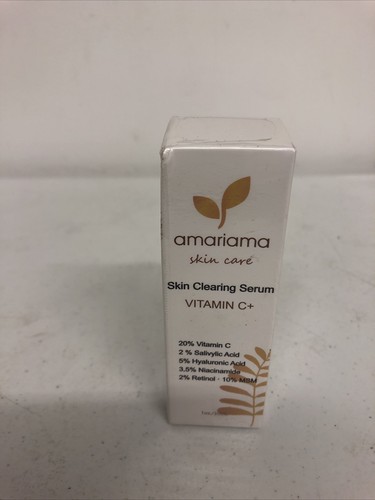 amariama
skin care
Skin Clearing Serum
VITAMIN C+
20% Vitamin C
2 % Salivylic Acid
5% Hyaluronic Acid
3,5% Niacinamide
2% Retinol · 10% MSM